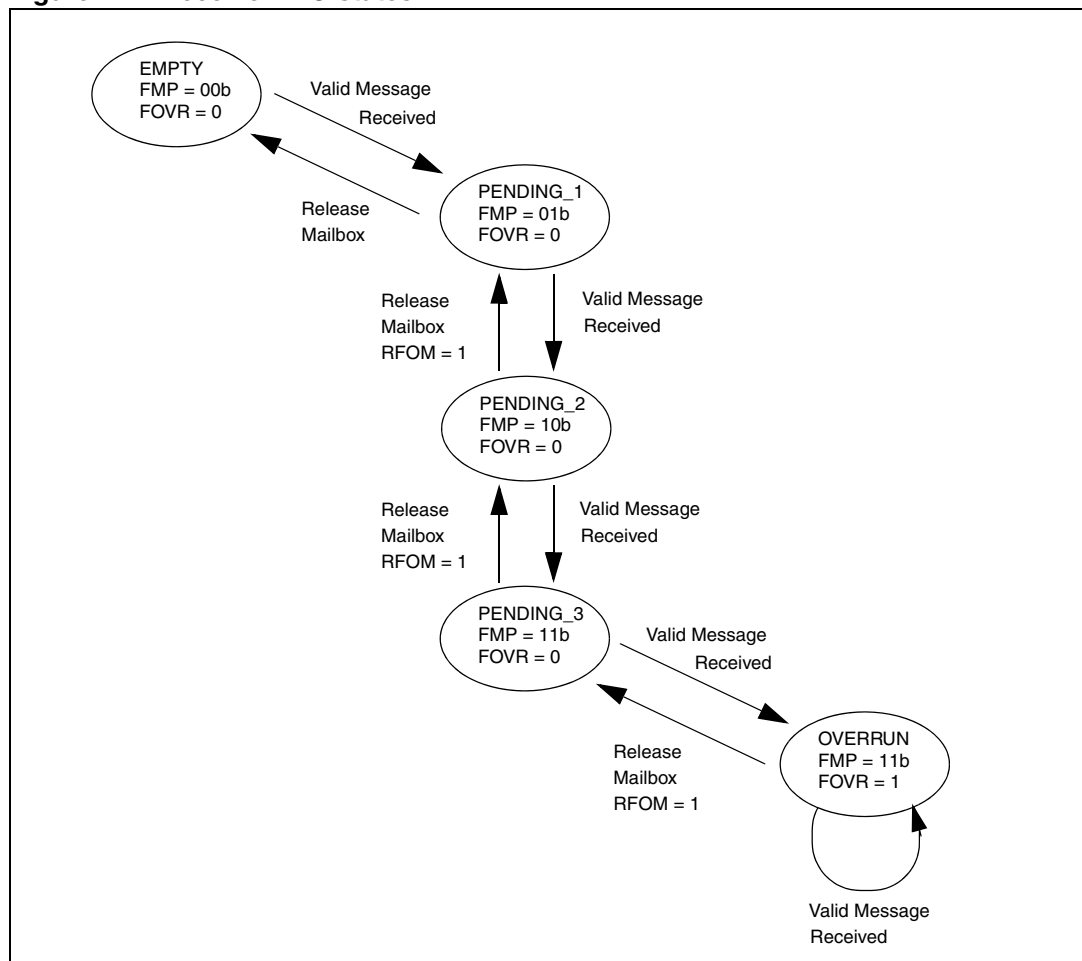 EMPTY
FMP = 00b
FOVR = 0
Valid Message
Received
Release
Mailbox
PENDING_1
FMP = 01b
FOVR = 0
Release
Mailbox
RFOM = 1
Valid Message
Received
PENDING_2
FMP = 10b
FOVR = 0
Release
Mailbox
RFOM = 1
Valid Message
Received
PENDING_3
FMP = 11b
FOVR = 0
Valid Message
Received
Release
Mailbox
RFOM = 1
OVERRUN
FMP = 11b
FOVR = 1
Valid Message
Received